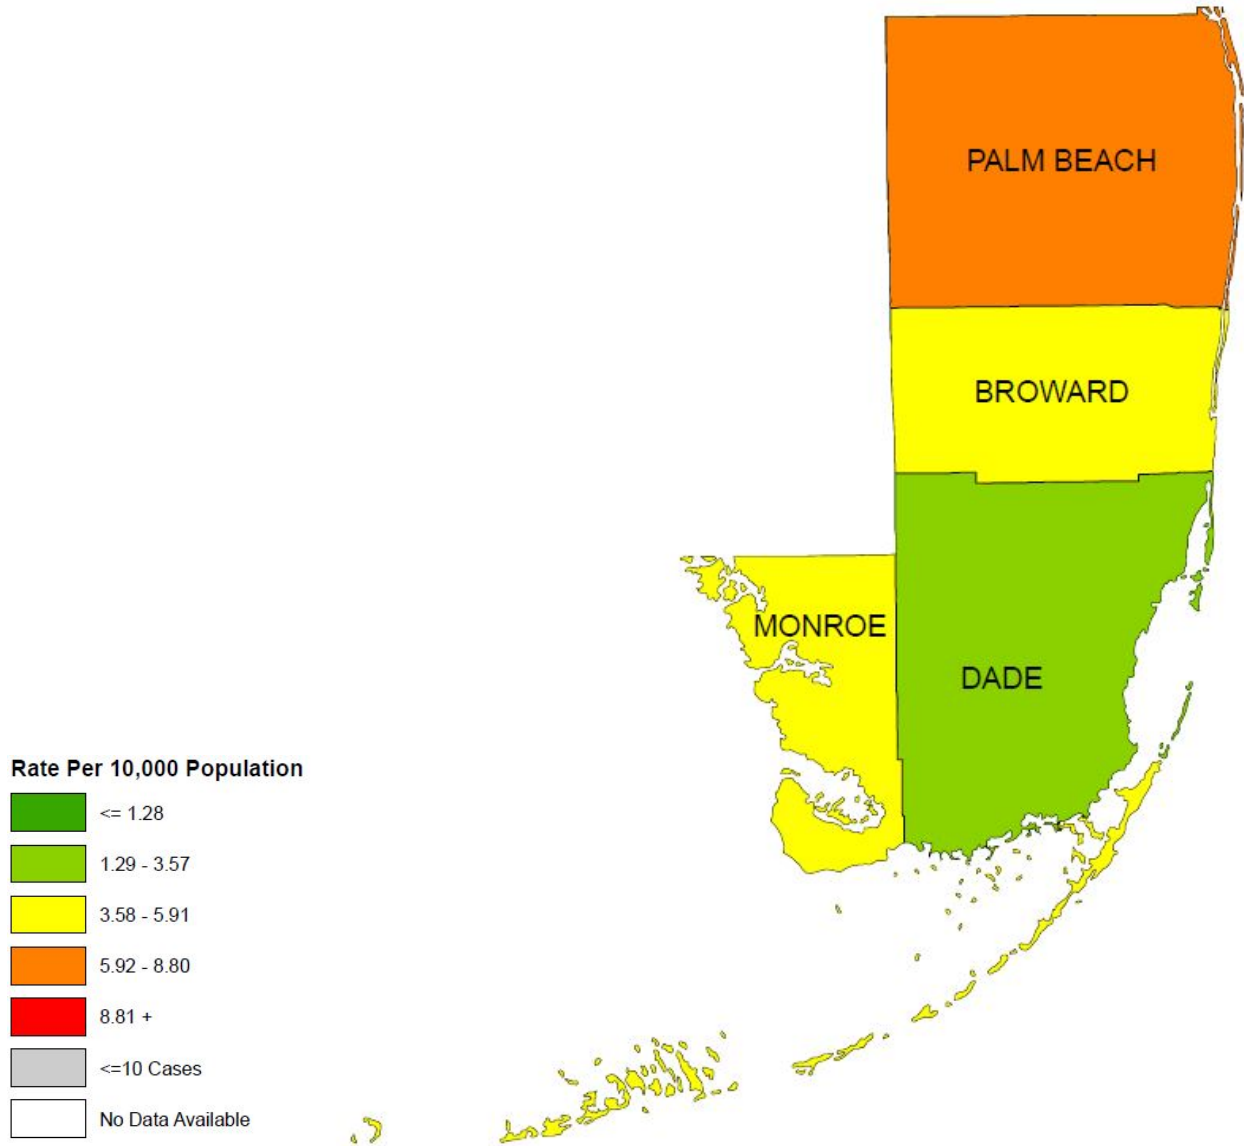 PALM BEACH
BROWARD
MONROE
DADE
Rate Per 10,000 Population
<= 1.28
1.29 - 3.57
3.58 - 5.91
5.92 - 8.80
8.81 +
<=10 Cases
No Data Available